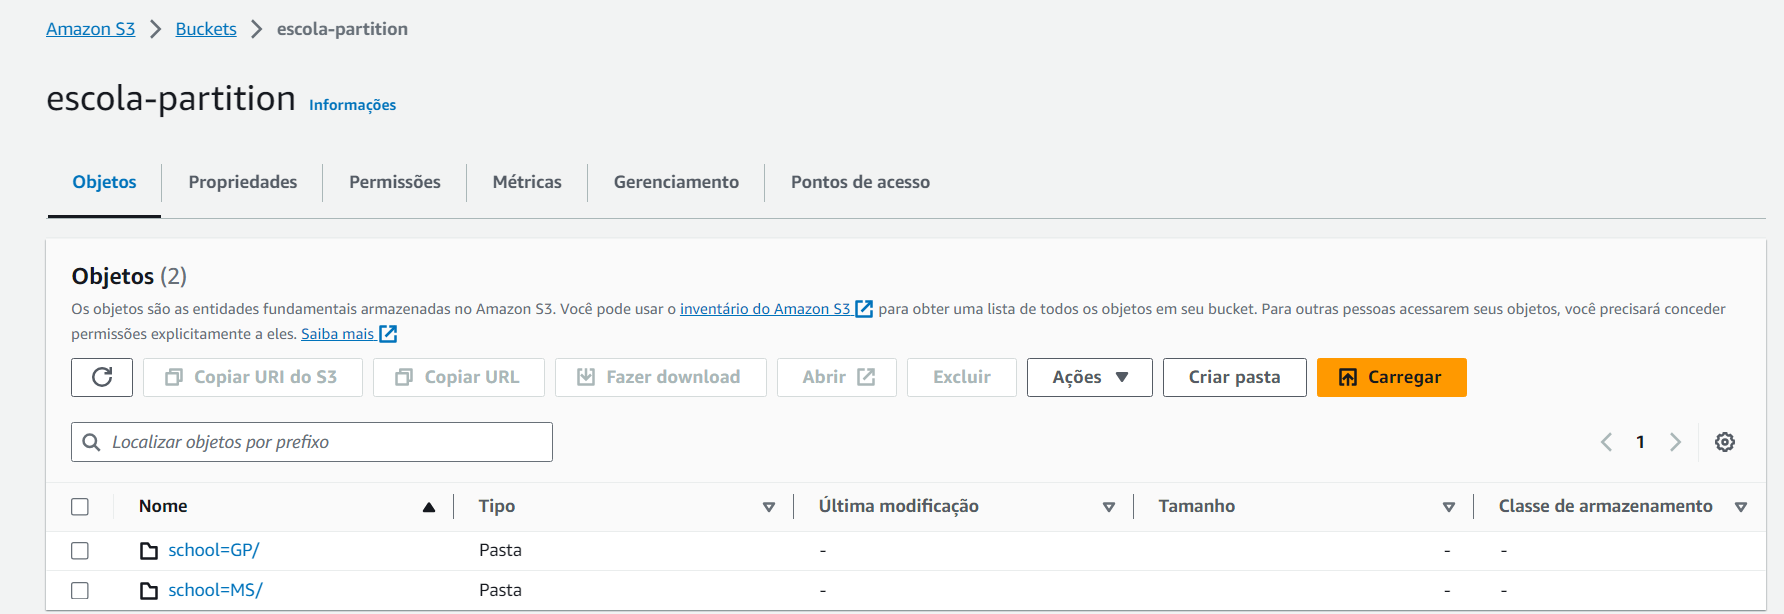 Amazon S3 > Buckets > escola-partition
escola-partition Informações
Objetos Propriedades Permissões Métricas Gerenciamento Pontos de acesso
Objetos (2)
Os objetos são as entidades fundamentais armazenadas no Amazon S3. Você pode usar o inventário do Amazon S3 para obter uma lista de todos os objetos em seu bucket. Para outras pessoas acessarem seus objetos, você precisará conceder
permissões explicitamente a eles. Saiba mais
Copiar URI do S3 Copiar URL Fazer download Abrir Excluir Ações Criar pasta Carregar
Localizar objetos por prefixo < 1 >
Nome Tipo Última modificação Tamanho Classe de armazenamento
school=GP/ Pasta - - -
school=MS/ Pasta - - -